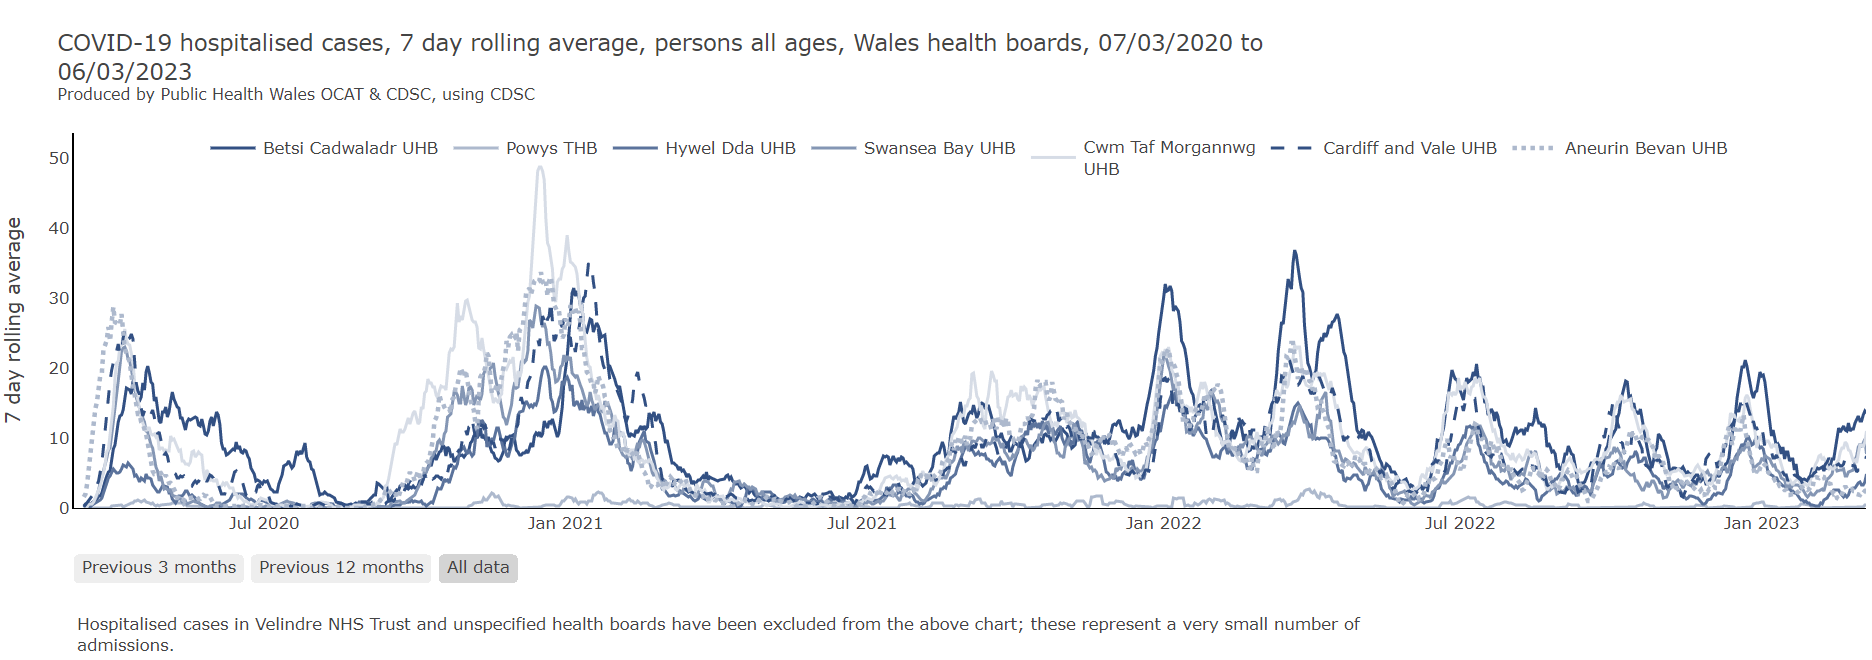 COVID-19 hospitalised cases, 7 day rolling average, persons all ages, Wales health boards, 07/03/2020 to
06/03/2023
Produced by Public Health Wales OCAT & CDSC, using CDSC
Betsi Cadwaladr UHB
Powys THB
Hywel Dda UHB
Swansea Bay UHB
Cwm Taf Morgannwg
UHB
Cardiff and Vale UHB
Aneurin Bevan UHB
7 day rolling average
50
40
30
20
10
0
Jul 2020
Jan 2021
Jul 2021
Jan 2022
Jul 2022
Jan 2023
Previous 3 months
Previous 12 months
All data
Hospitalised cases in Velindre NHS Trust and unspecified health boards have been excluded from the above chart; these represent a very small number of
admissions.